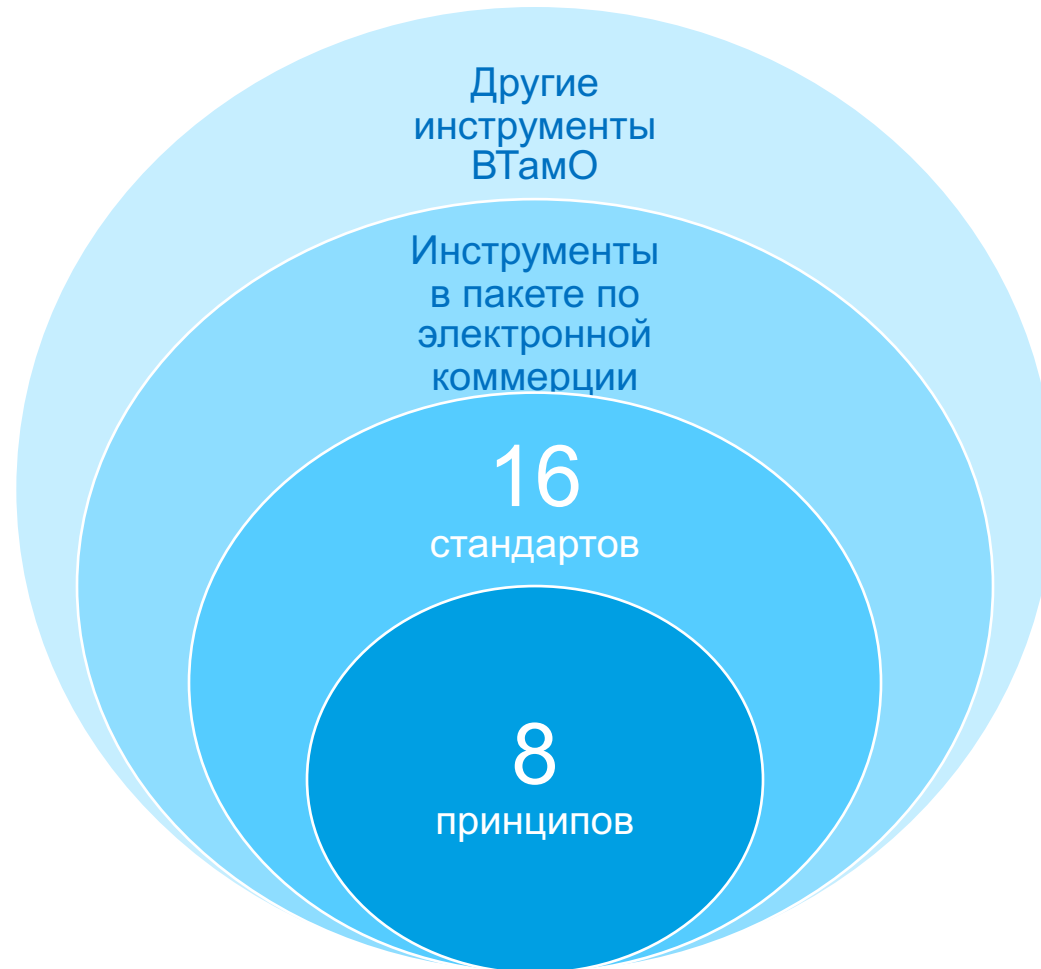 Другие
инструменты
ВТамО
Инструменты
в пакете по
электронной
коммерции
16
стандартов
8
принципов